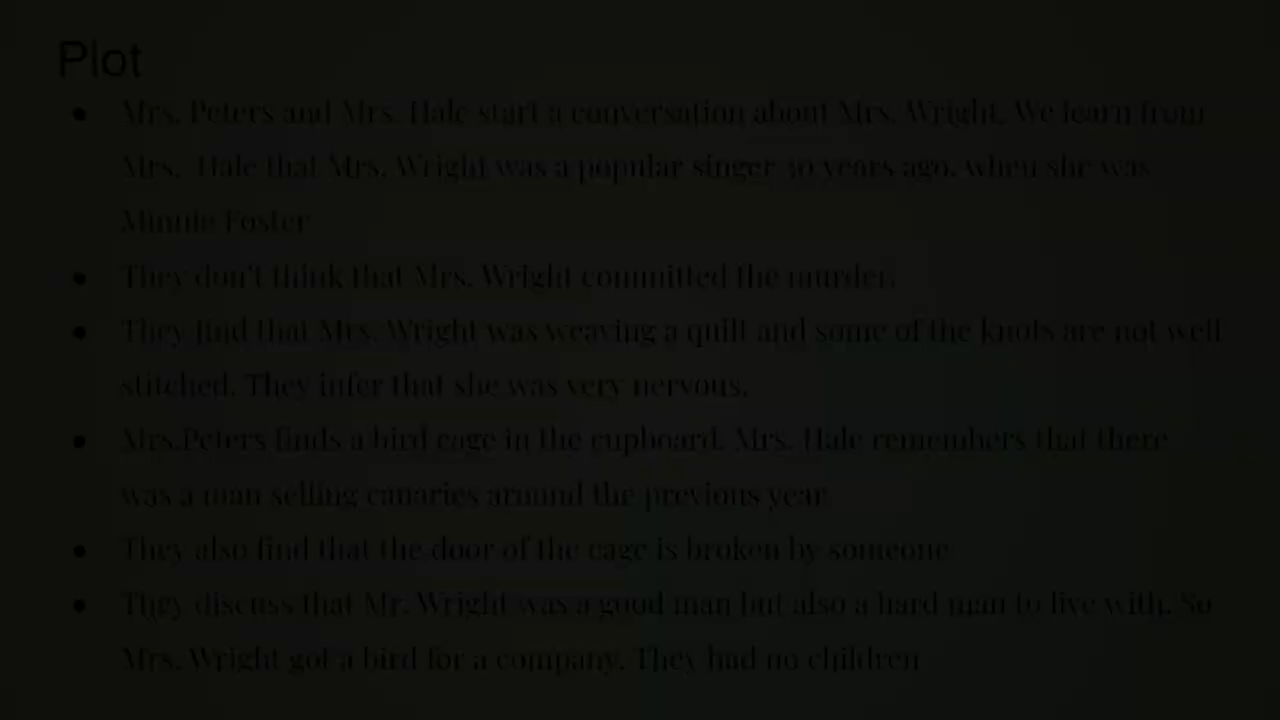 Plot
● Mrs. Peters and Mrs. Hale start a conversation about Mrs. Wright. We learn from
Mrs. Hale that Mrs. Wright was a popular singer 30 years ago, when she was
Minnie Foster
● They don't think that Mrs. Wright committed the murder.
● They find that Mrs. Wright was weaving a quilt and some of the knots are not well
stitched. They infer that she was very nervous.
● Mrs.Peters finds a bird cage in the cupboard. Mrs. Hale remembers that there
was a man selling canaries around the previous year
● They also find that the door of the cage is broken by someone
● They discuss that Mr. Wright was a good man but also a hard man to live with. So
Mrs. Wright got a bird for a company. They had no children